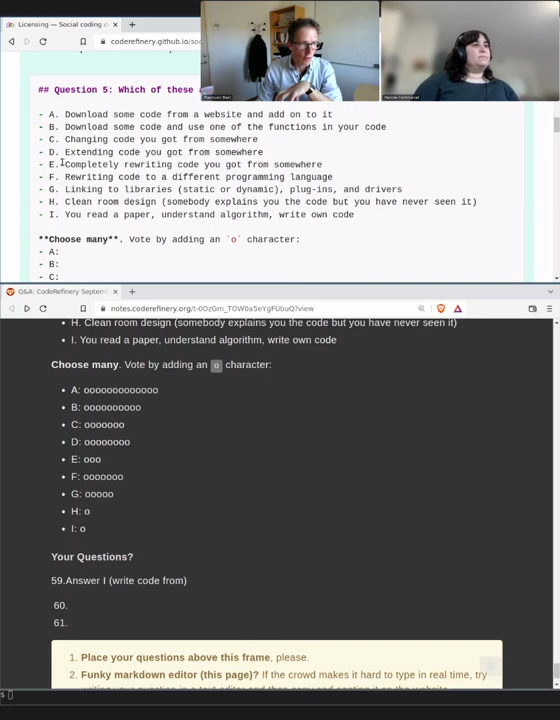 Licensing — Social coding
coderefinery.github.io/so
## Question 5: Which of these
- A. Download some code from a website and add on to it
- B. Download some code and use one of the functions in your code
- C. Changing code you got from somewhere
- D. Extending code you got from somewhere
- E. Completely rewriting code you got from somewhere
- F. Rewriting code to a different programming language
- G. Linking to libraries (static or dynamic), plug-ins, and drivers
- H. Clean room design (somebody explains you the code but you have never seen it)
- I. You read a paper, understand algorithm, write own code
**Choose many**. Vote by adding an `o` character:
- A:
- B:
- C:
Q&A: CodeRefinery Septem
notes.coderefinery.org/t-0OzGm_TOW0a5eYgFUbuQ?view
H. Clean room design (somebody explains you the code but you have never seen it)
I. You read a paper, understand algorithm, write own code
Choose many. Vote by adding an o character:
A: ooooooooooooo
B: oooooooooo
C: ooooooo
D: oooooooo
E: ooo
F: ooooooo
G: ooooo
H: o
I: o
Your Questions?
59.Answer I (write code from)
60.
61.
1. Place your questions above this frame, please.
2. Funky markdown editor (this page)? If the crowd makes it hard to type in real time, try
$